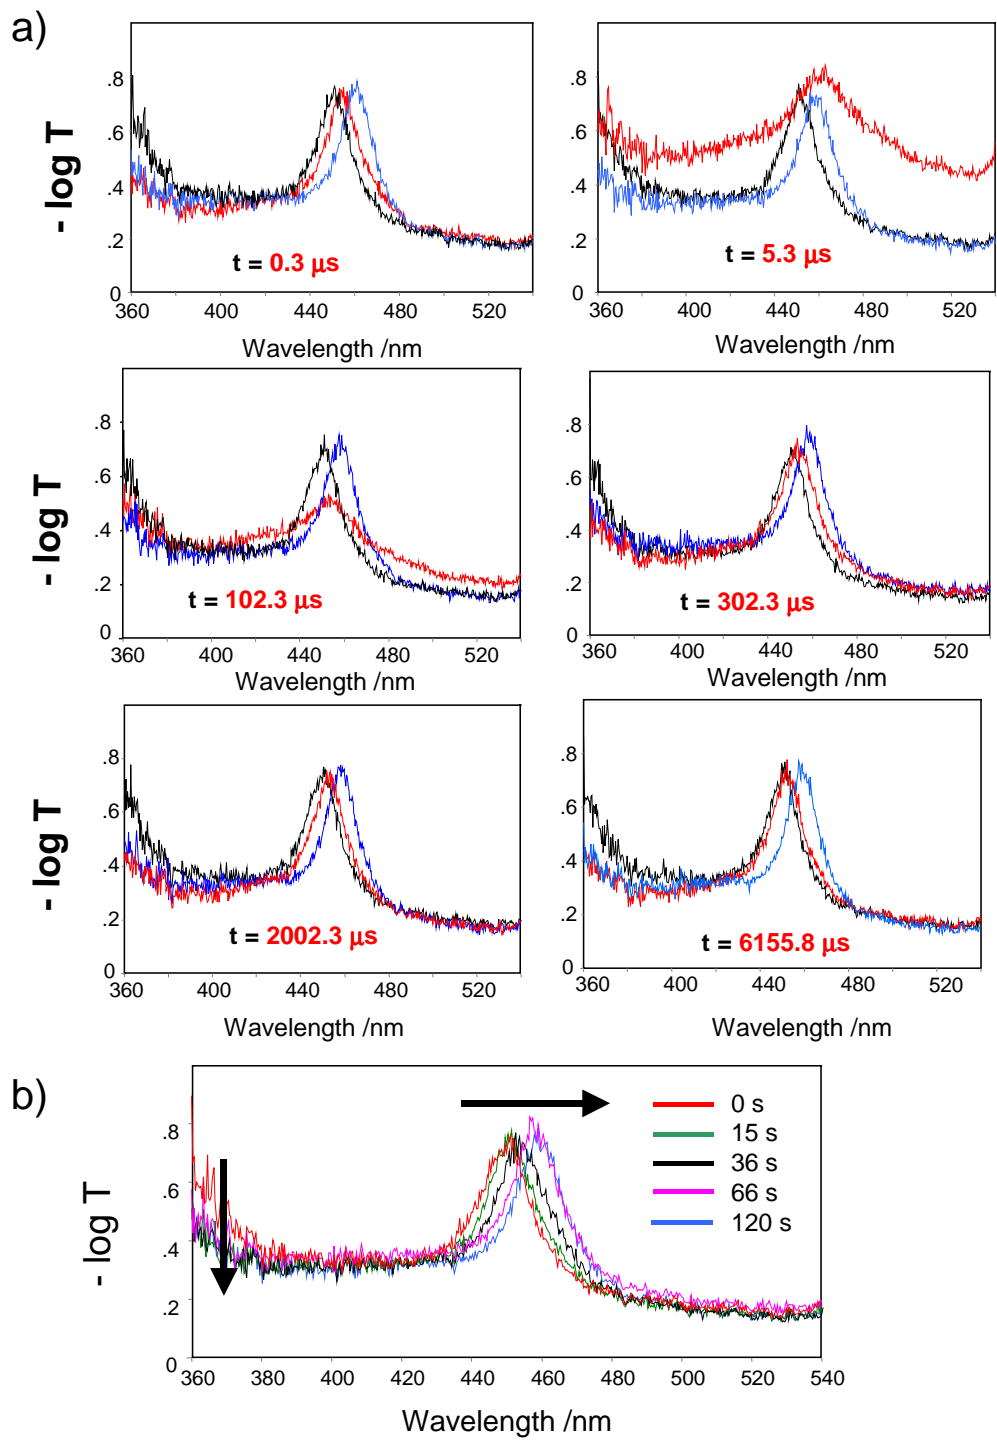 a)
- log T
.8
.6
.4
.2
0
360 400 440 480 520
t = 0.3 µs
Wavelength /nm
.8
.6
.4
.2
0
360 400 440 480 520
t = 5.3 µs
Wavelength /nm
- log T
.8
.6
.4
.2
0
360 400 440 480 520
t = 102.3 µs
Wavelength /nm
.8
.6
.4
.2
0
360 400 440 480 520
t = 302.3 µs
Wavelength /nm
- log T
.8
.6
.4
.2
0
360 400 440 480 520
t = 2002.3 µs
Wavelength /nm
.8
.6
.4
.2
0
360 400 440 480 520
t = 6155.8 µs
Wavelength /nm
b)
- log T
.8
.6
.4
.2
0
0 s
15 s
36 s
66 s
120 s
360 380 400 420 440 460 480 500 520 540
Wavelength /nm